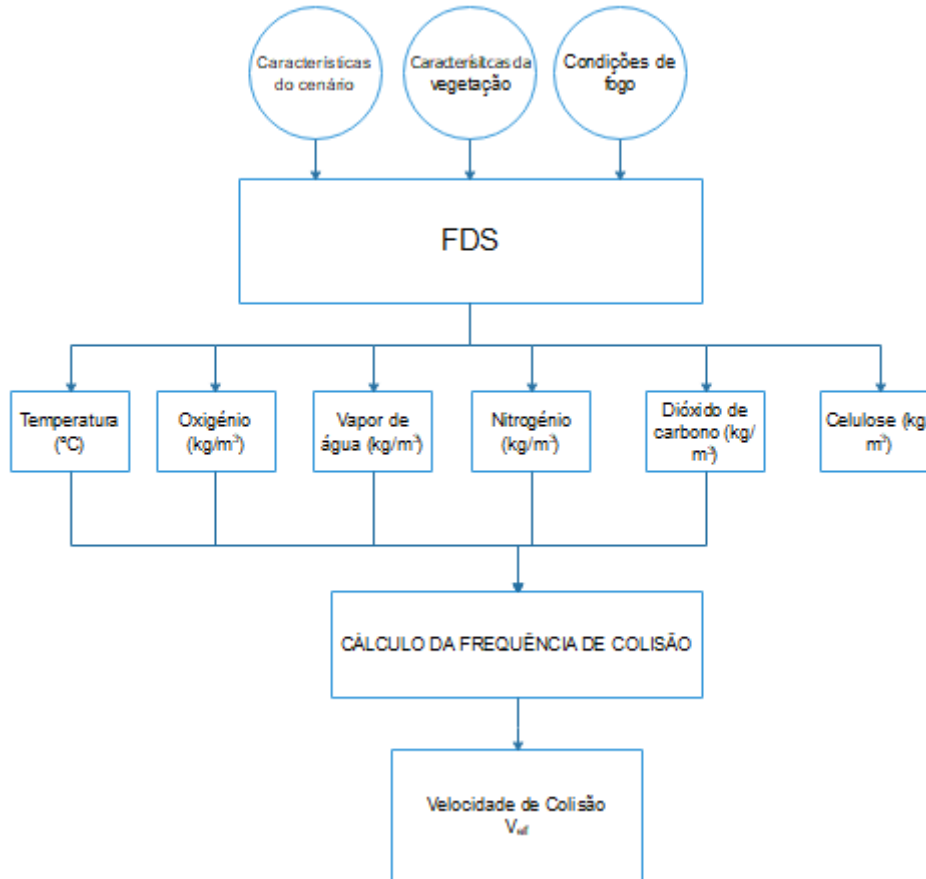 Características
do cenário
Caracterísitcas da
vegetação
Condições de
fogo
FDS
Temperatura
(ºC)
Oxigénio
(kg/m³)
Vapor de
água (kg/m³)
Nitrogénio
(kg/m³)
Dióxido de
carbono (kg/
m³)
Celulose (kg
m³)
CÁLCULO DA FREQUÊNCIA DE COLISÃO
Velocidade de Colisão